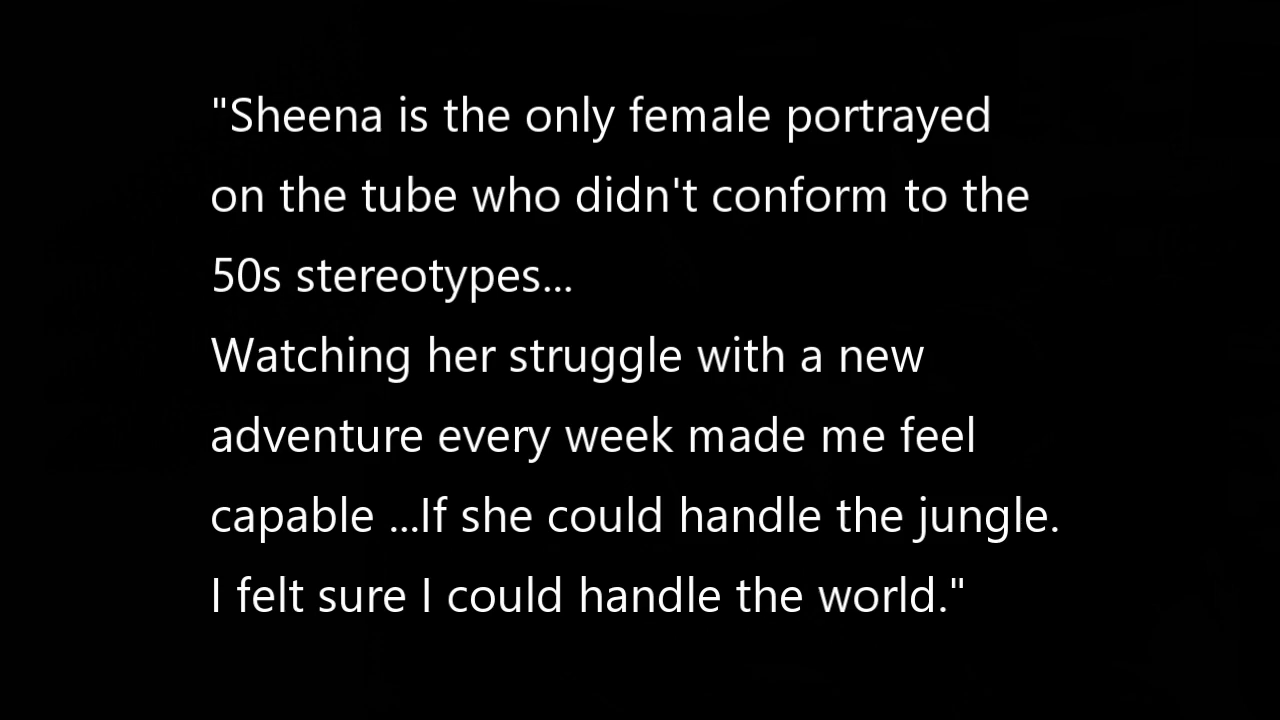 "Sheena is the only female portrayed
on the tube who didn't conform to the
50s stereotypes...
Watching her struggle with a new
adventure every week made me feel
capable ...If she could handle the jungle.
I felt sure I could handle the world."